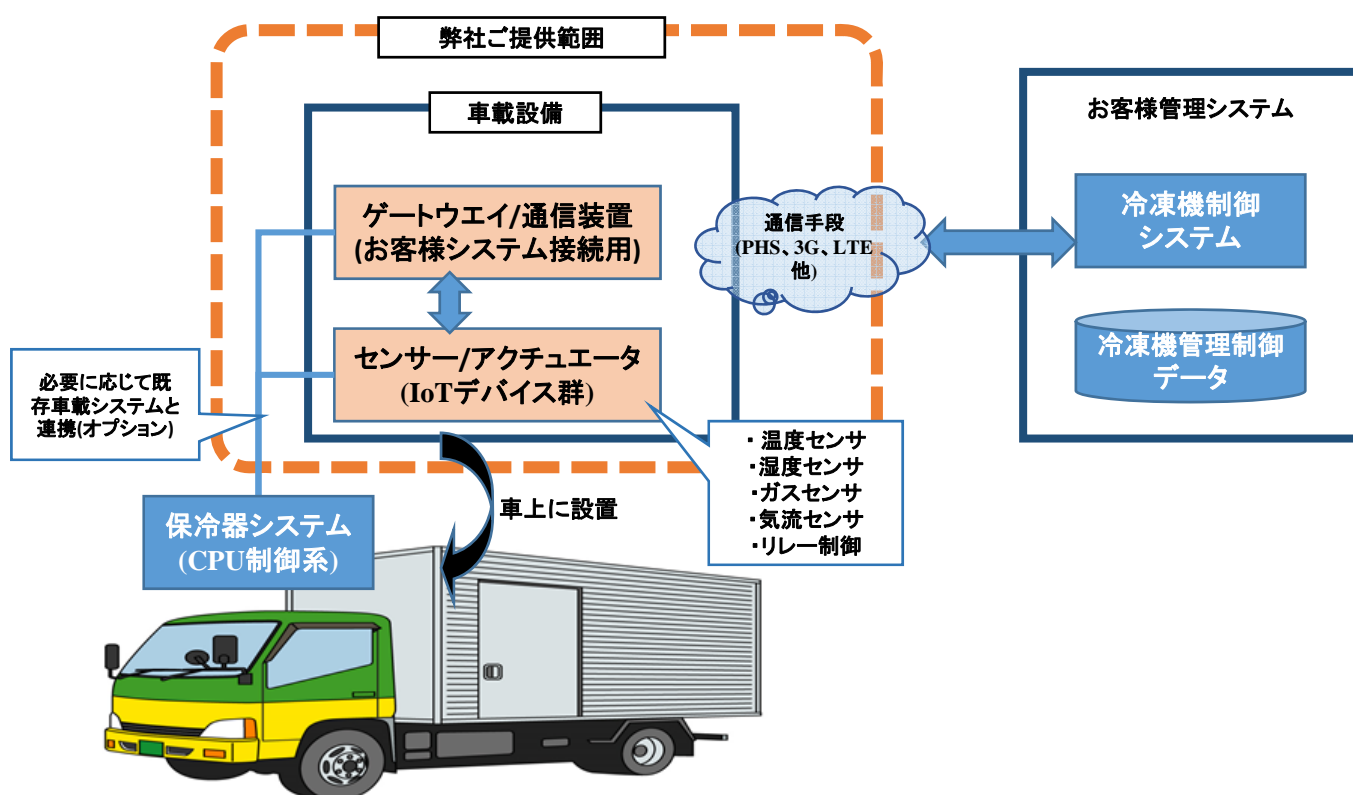 弊社ご提供範囲
車載設備
ゲートウエイ/通信装置
(お客様システム接続用)
センサー/アクチュエータ
(IoTデバイス群)
通信手段
(PHS、3G、LTE
他)
お客様管理システム
冷凍機制御
システム
冷凍機管理制御
データ
必要に応じて既
存車載システムと
連携(オプション)
・温度センサ
・湿度センサ
・ガスセンサ
・気流センサ
・リレー制御
車上に設置
保冷器システム
(CPU制御系)